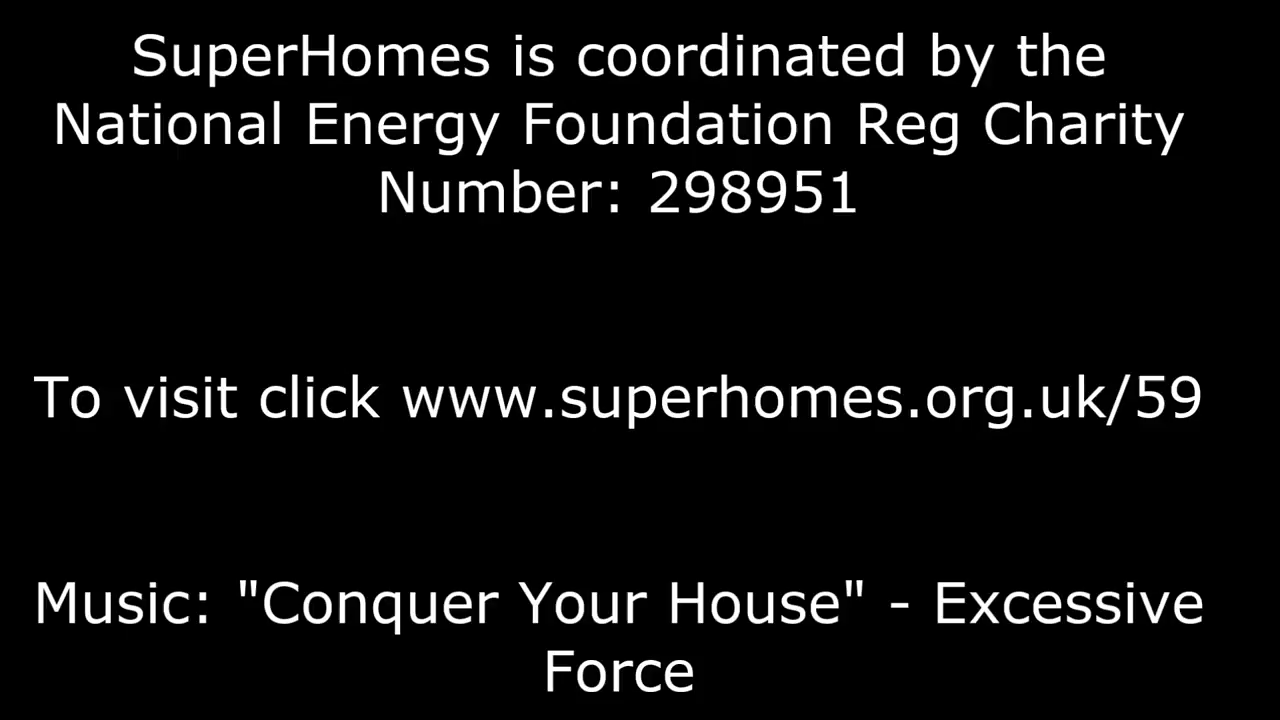 SuperHomes is coordinated by the
National Energy Foundation Reg Charity
Number: 298951
To visit click www.superhomes.org.uk/59
Music: "Conquer Your House" - Excessive
Force